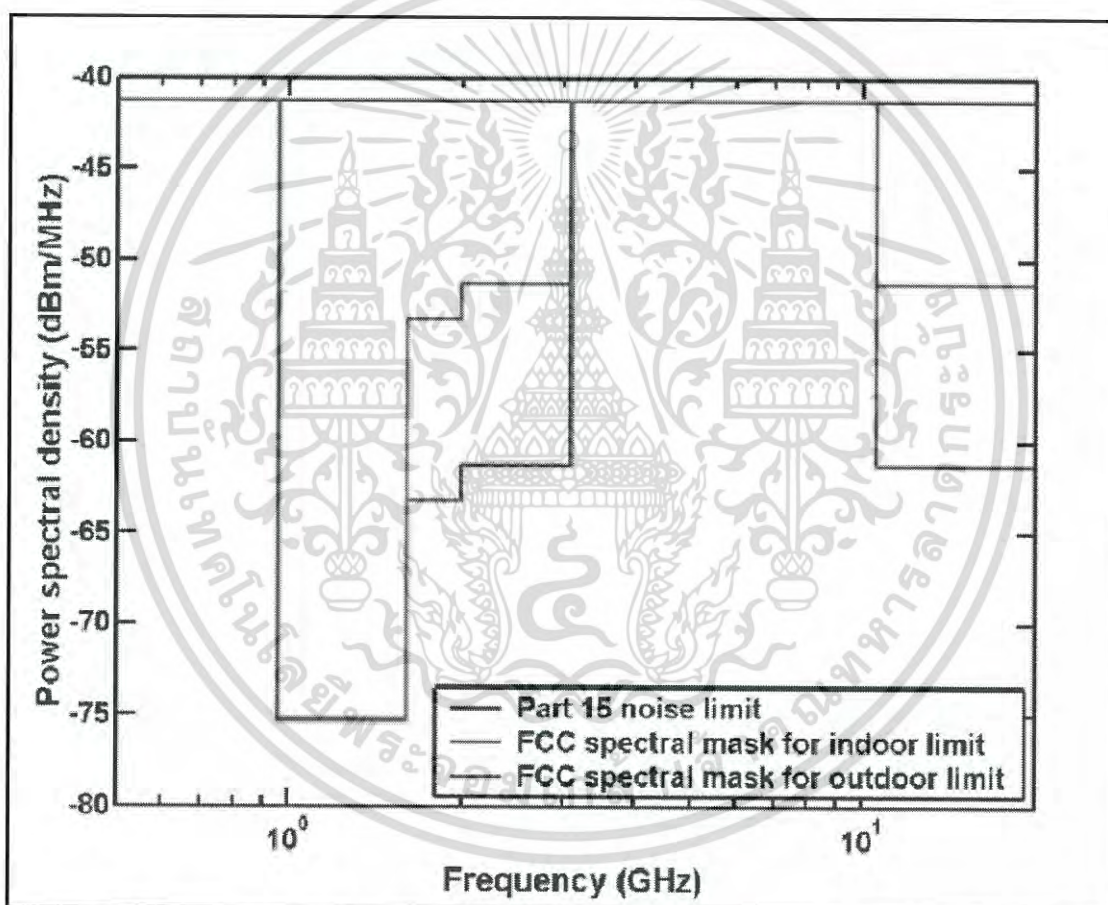 -40
-45
-50
-55
-60
-65
-70
-75
-80
Power spectral density (dBm/MHz)
Part 15 noise limit
FCC spectral mask for indoor limit
FCC spectral mask for outdoor limit
10⁰
10¹
Frequency (GHz)